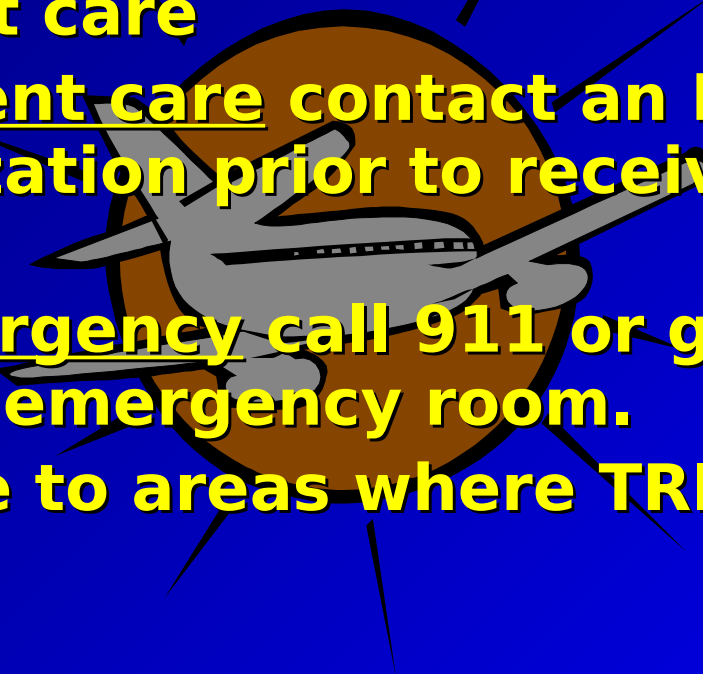 t care
ent care contact an
zation prior to receiv
rgency call 911 or g
emergency room.
e to areas where TR